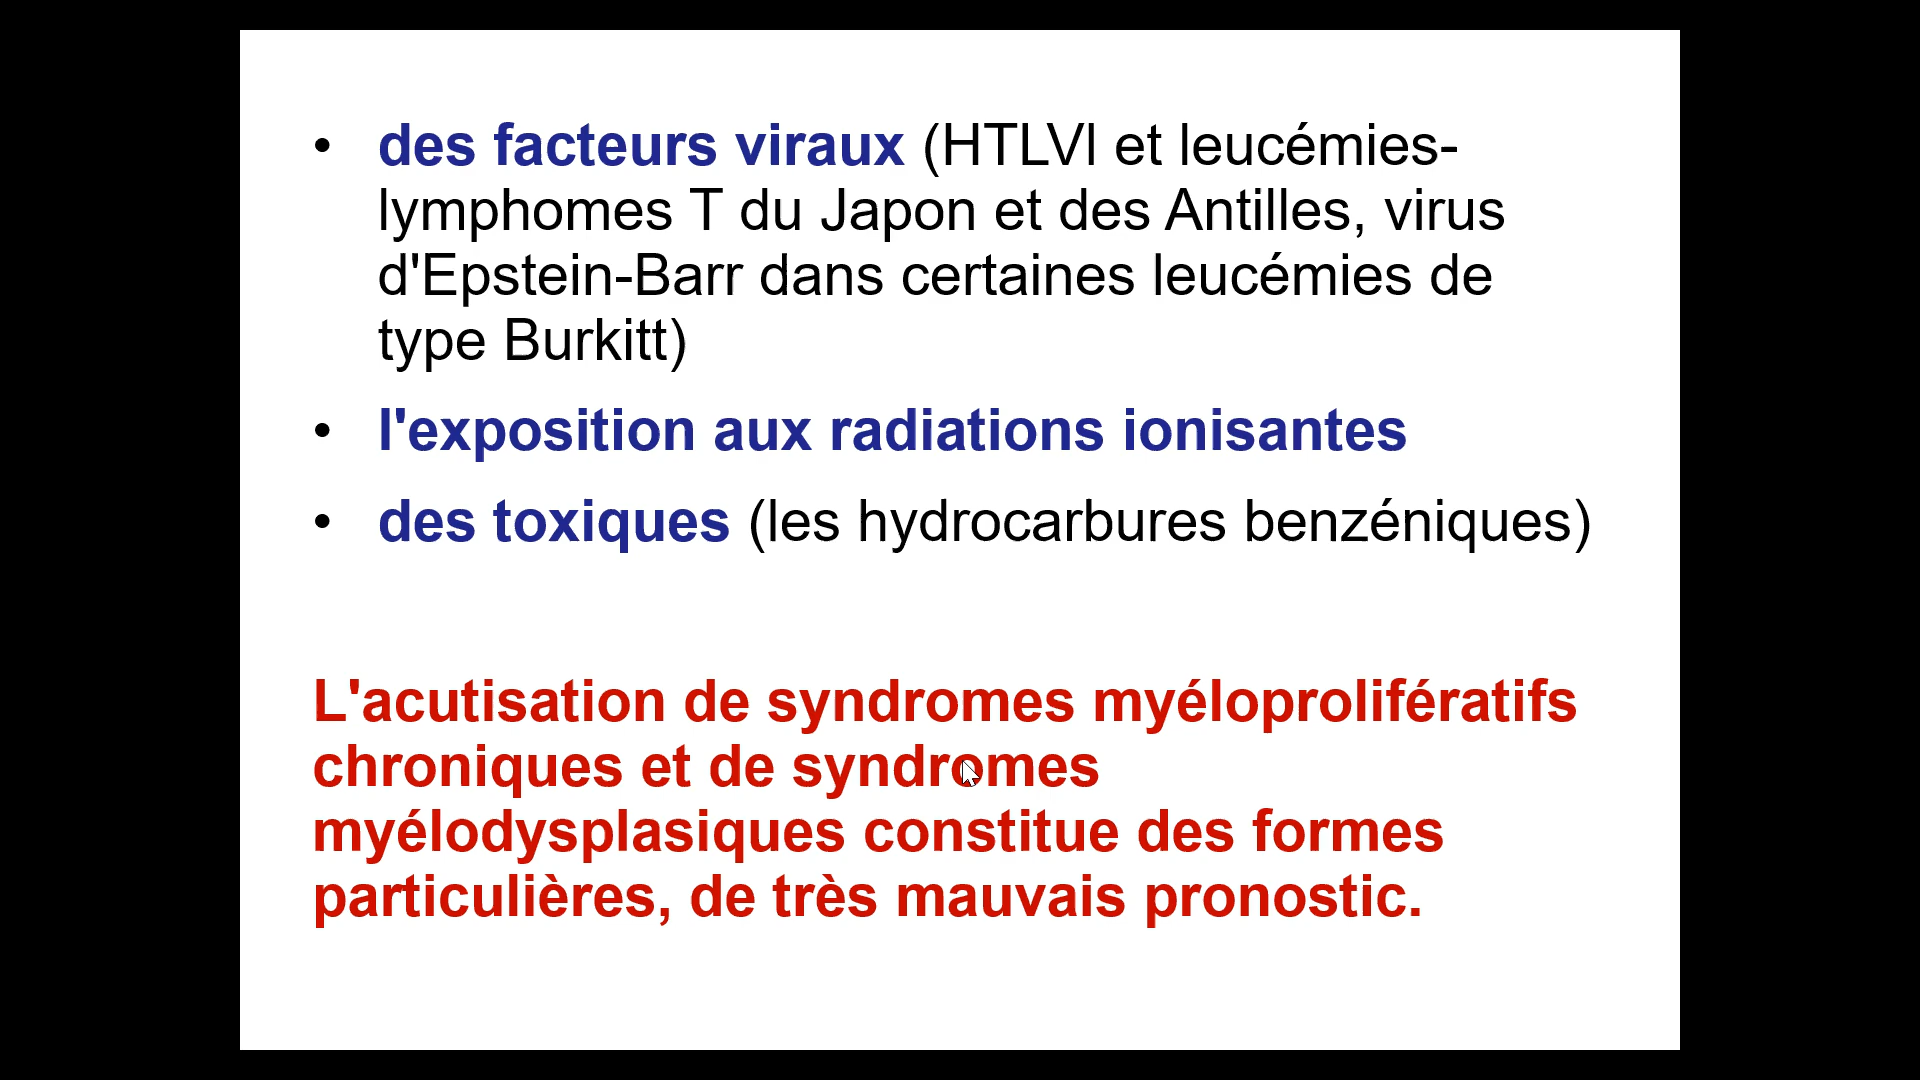 • des facteurs viraux (HTLVI et leucémies-
lymphomes T du Japon et des Antilles, virus
d'Epstein-Barr dans certaines leucémies de
type Burkitt)
• l'exposition aux radiations ionisantes
• des toxiques (les hydrocarbures benzéniques)
L'acutisation de syndromes myéloprolifératifs
chroniques et de syndromes
myélodysplasiques constitue des formes
particulières, de très mauvais pronostic.